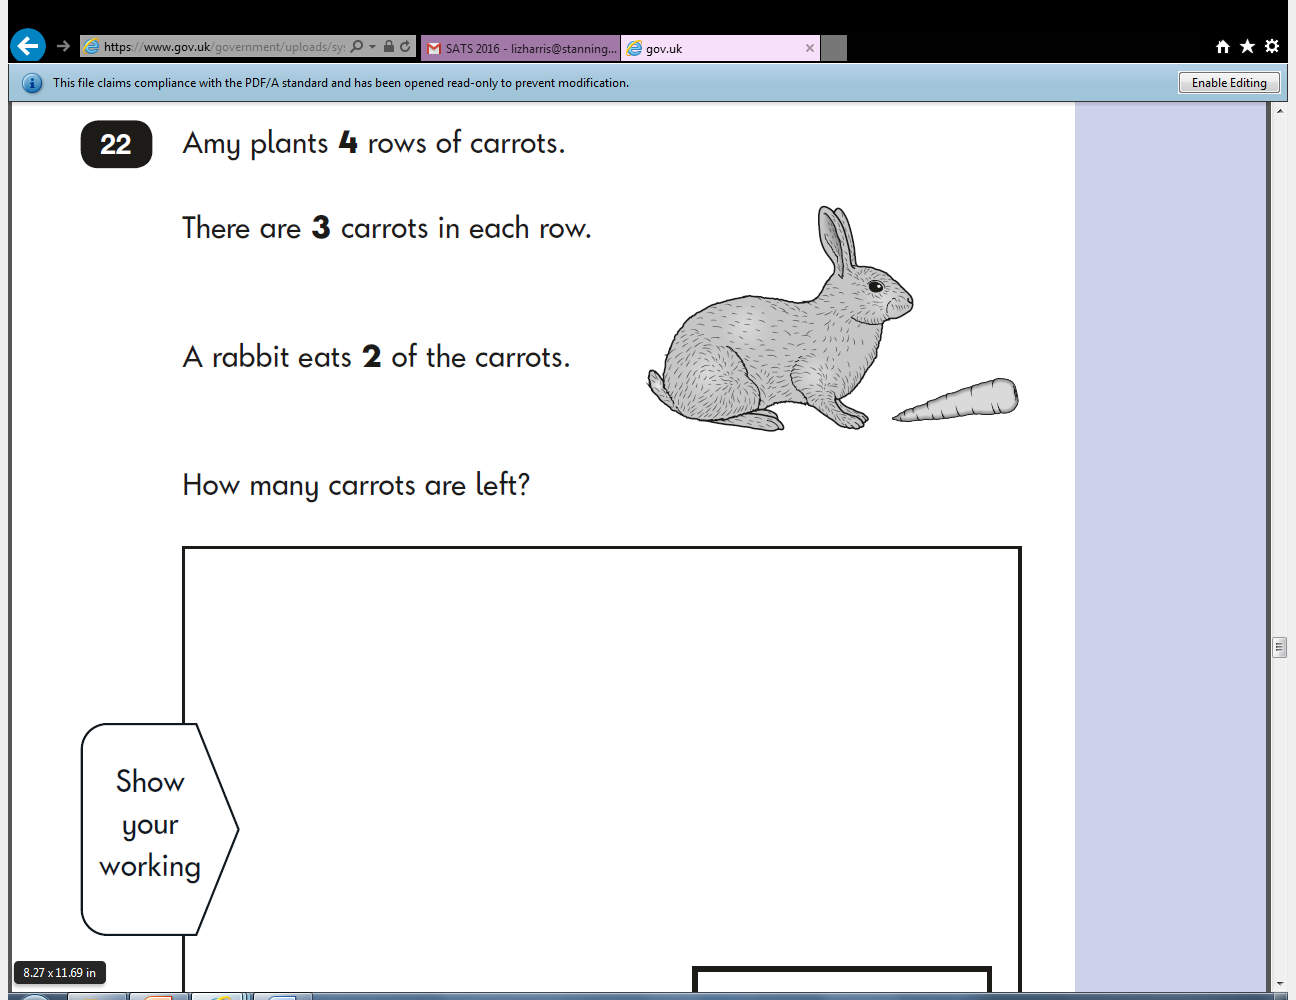 https://www.gov.uk/government/uploads/sy
SATS 2016 - lizharris@stanning...
gov.uk
This file claims compliance with the PDF/A standard and has been opened read-only to prevent modification.
Enable Editing
22 Amy plants 4 rows of carrots.
There are 3 carrots in each row.
A rabbit eats 2 of the carrots.
How many carrots are left?
Show
your
working
8.27 x 11.69 in